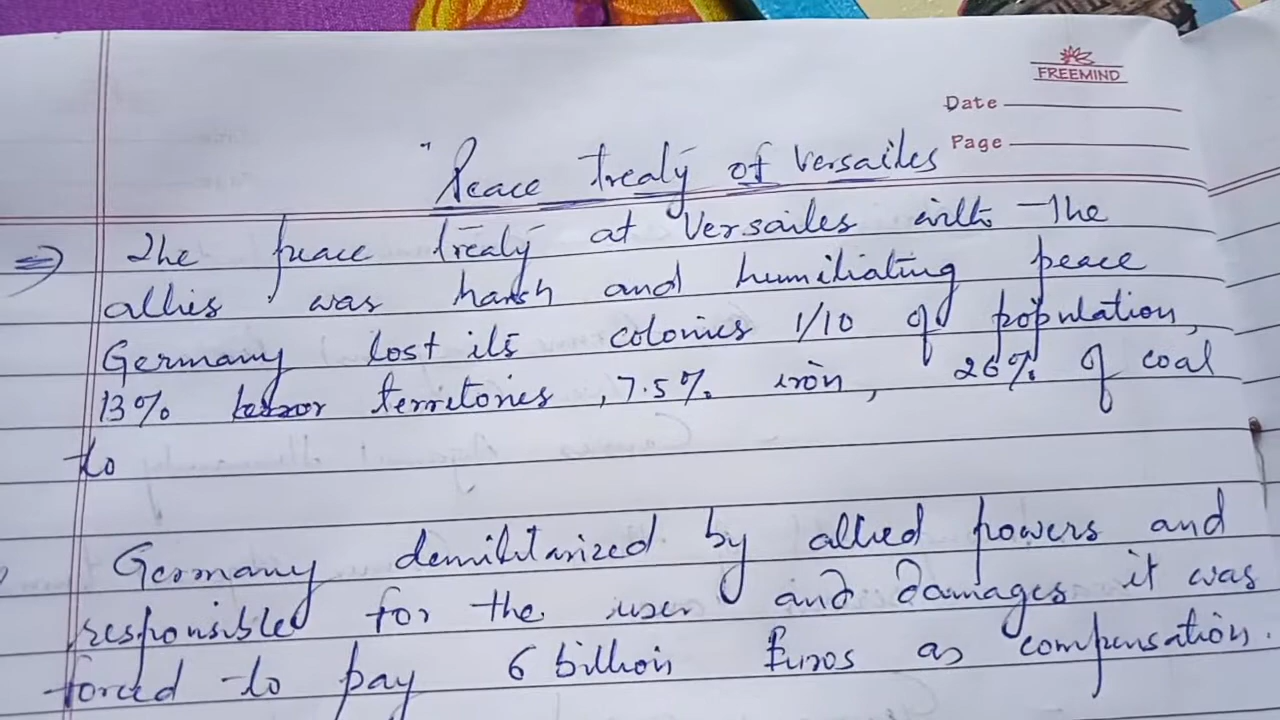 FREEMIND
Date
Page
" Peace treaty of Versailes
⇒ The peace treaty at Versailes with the
allies was harsh and humiliating peace
Germany lost its colonies 1/10 of population,
13% territories, 7.5% iron, 26% of coal
to
Germany demilitarized by allied powers and
responsible for the user and damages it was
forced to pay 6 billion Euros as compensation.